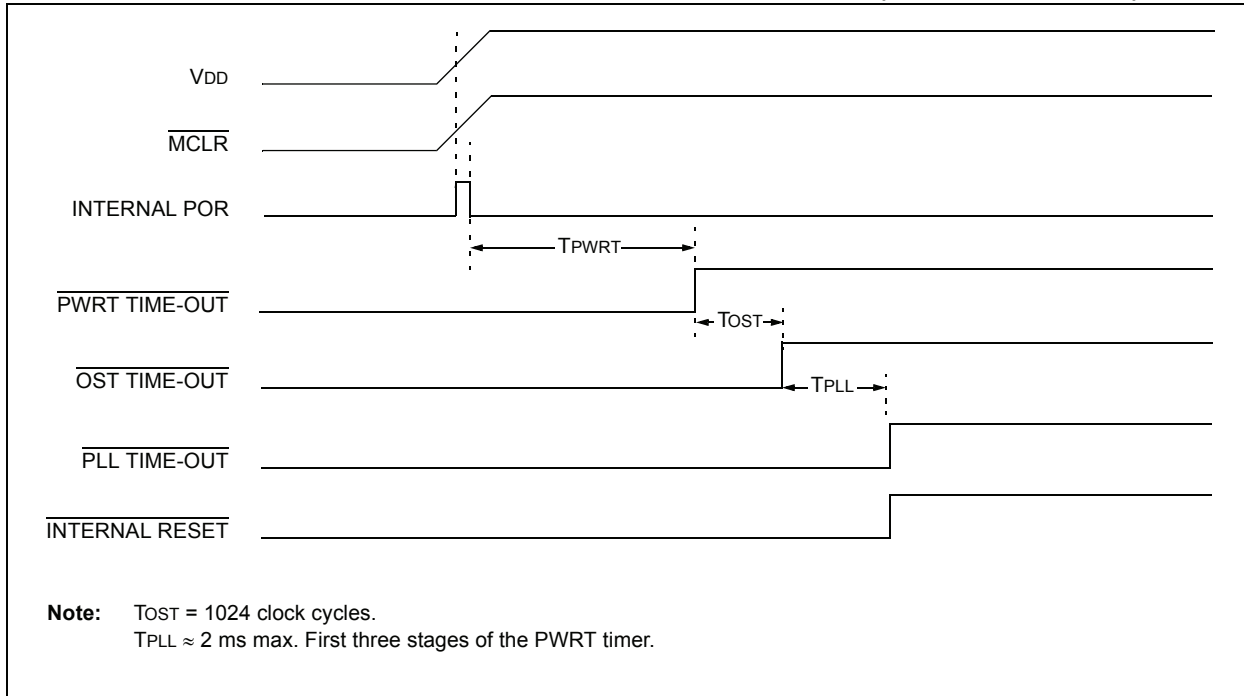 VDD
MCLR
INTERNAL POR
TPWRT
PWRT TIME-OUT
TOST
OST TIME-OUT
TPLL
PLL TIME-OUT
INTERNAL RESET
Note: TOST = 1024 clock cycles.
TPLL ≈ 2 ms max. First three stages of the PWRT timer.